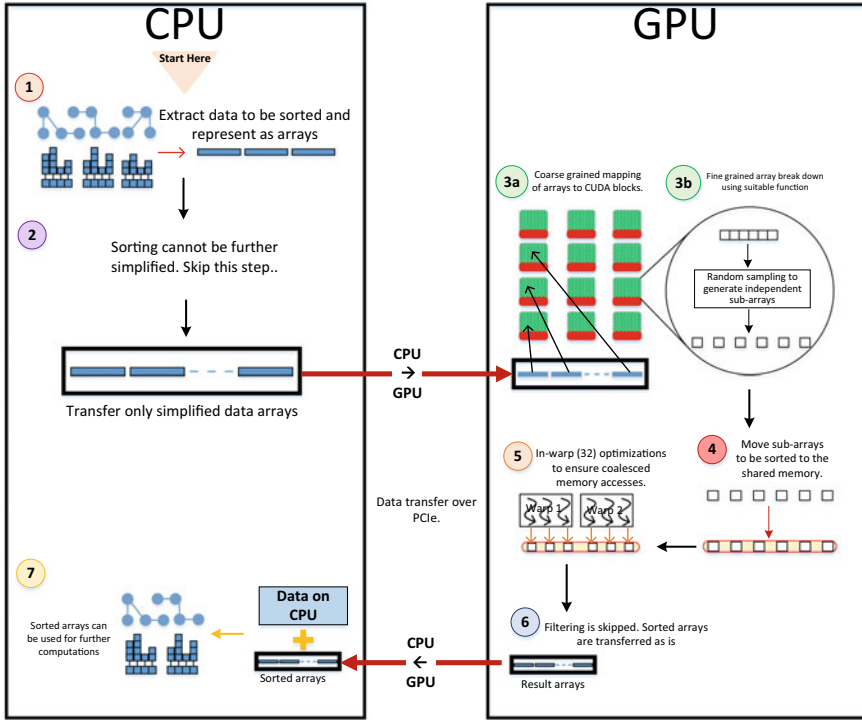 CPU
GPU
Start Here
1
Extract data to be sorted and
represent as arrays
2
Sorting cannot be further
simplified. Skip this step..
Transfer only simplified data arrays
CPU
→
GPU
3a
Coarse grained mapping
of arrays to CUDA blocks.
3b
Fine grained array break down
using suitable function
Random sampling to
generate independent
sub-arrays
4
Move sub-arrays
to be sorted to the
shared memory.
5
In-warp (32) optimizations
to ensure coalesced
memory accesses.
Warp 1
Warp 2
Data transfer over
PCIe.
6
Filtering is skipped. Sorted arrays
are transferred as is
Result arrays
CPU
←
GPU
7
Sorted arrays can
be used for further
computations
Data on
CPU
+
Sorted arrays